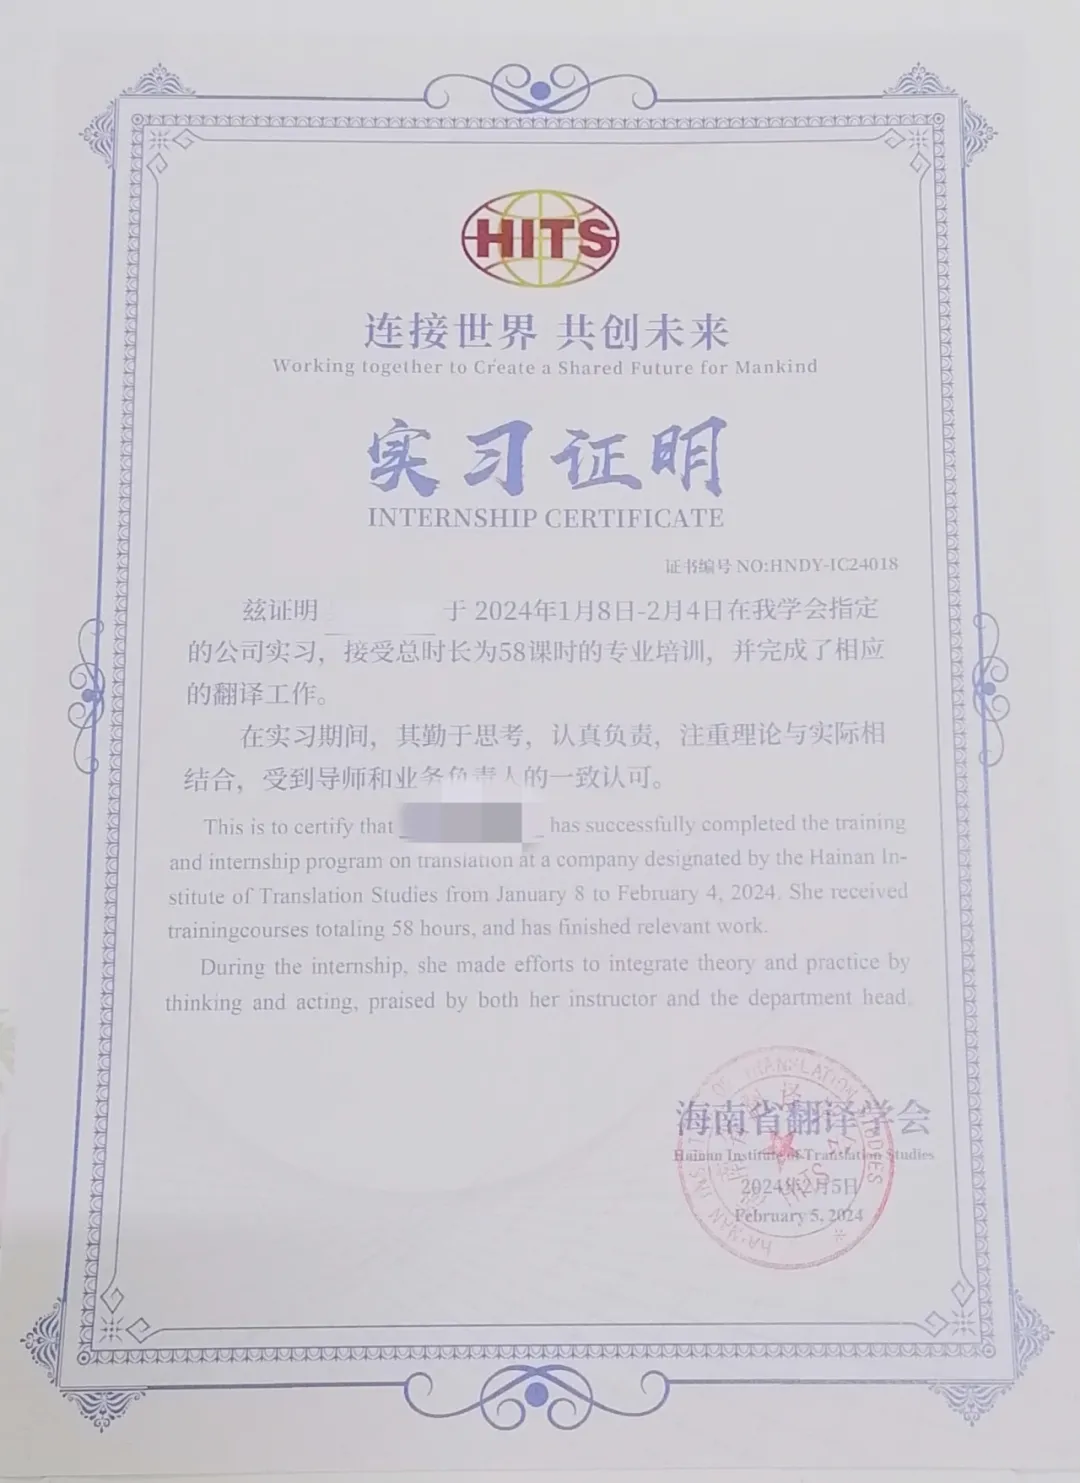 HITS
连接世界 共创未来
Working together to Create a Shared Future for Mankind
实习证明
INTERNSHIP CERTIFICATE
证书编号 NO:HNDY-IC24018
兹证明 于 2024年1月8日-2月4日在我学会指定
的公司实习，接受总时长为58课时的专业培训，并完成了相应
的翻译工作。
在实习期间，其勤于思考，认真负责，注重理论与实际相
结合，受到导师和业务负责人的一致认可。
This is to certify that has successfully completed the training
and internship program on translation at a company designated by the Hainan In-
stitute of Translation Studies from January 8 to February 4, 2024. She received
trainingcourses totaling 58 hours, and has finished relevant work.
During the internship, she made efforts to integrate theory and practice by
thinking and acting, praised by both her instructor and the department head.
海南省翻译学会
Hainan Institute of Translation Studies
2024年2月5日
February 5, 2024
HITS